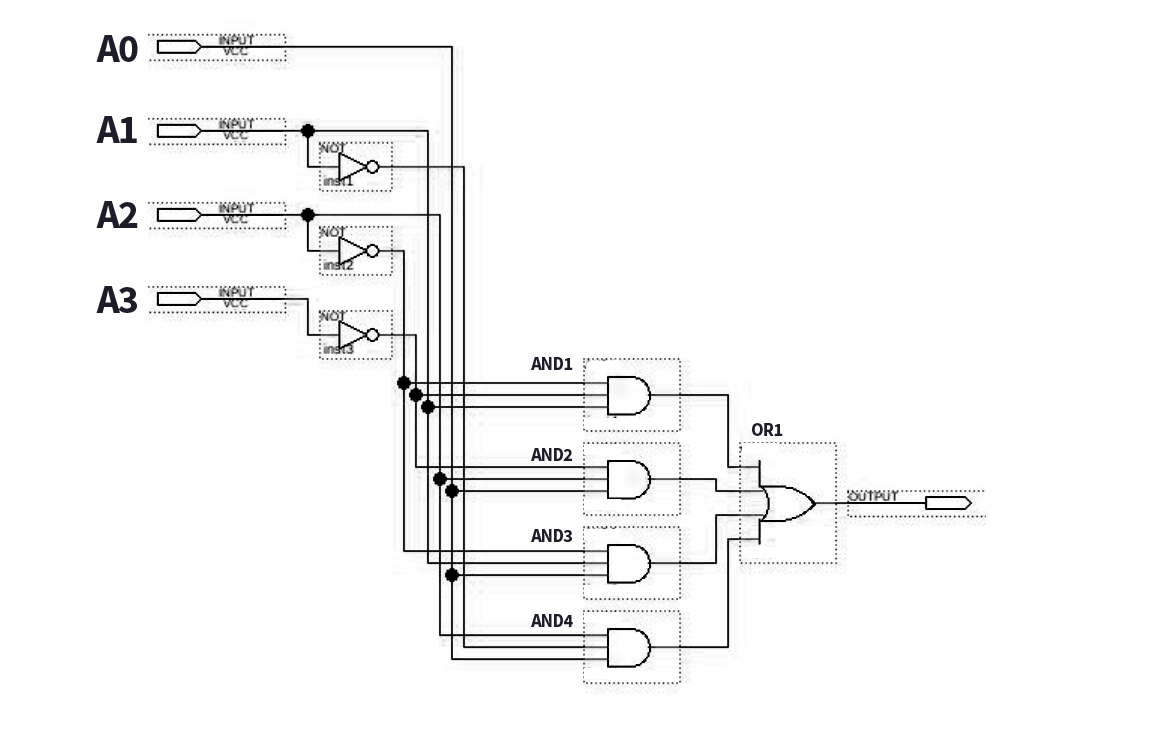 A0
INPUT
VCC
A1
INPUT
VCC
NOT
inst1
A2
INPUT
VCC
NOT
inst2
A3
INPUT
VCC
NOT
inst3
AND1
OR1
AND2
OUTPUT
AND3
AND4